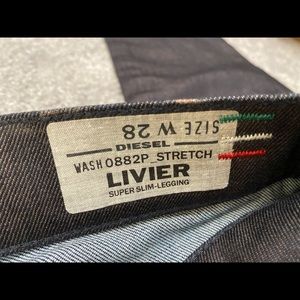 SIZE W 28
DIESEL
WASH 0882P_STRETCH
LIVIER
SUPER SLIM-LEGGING